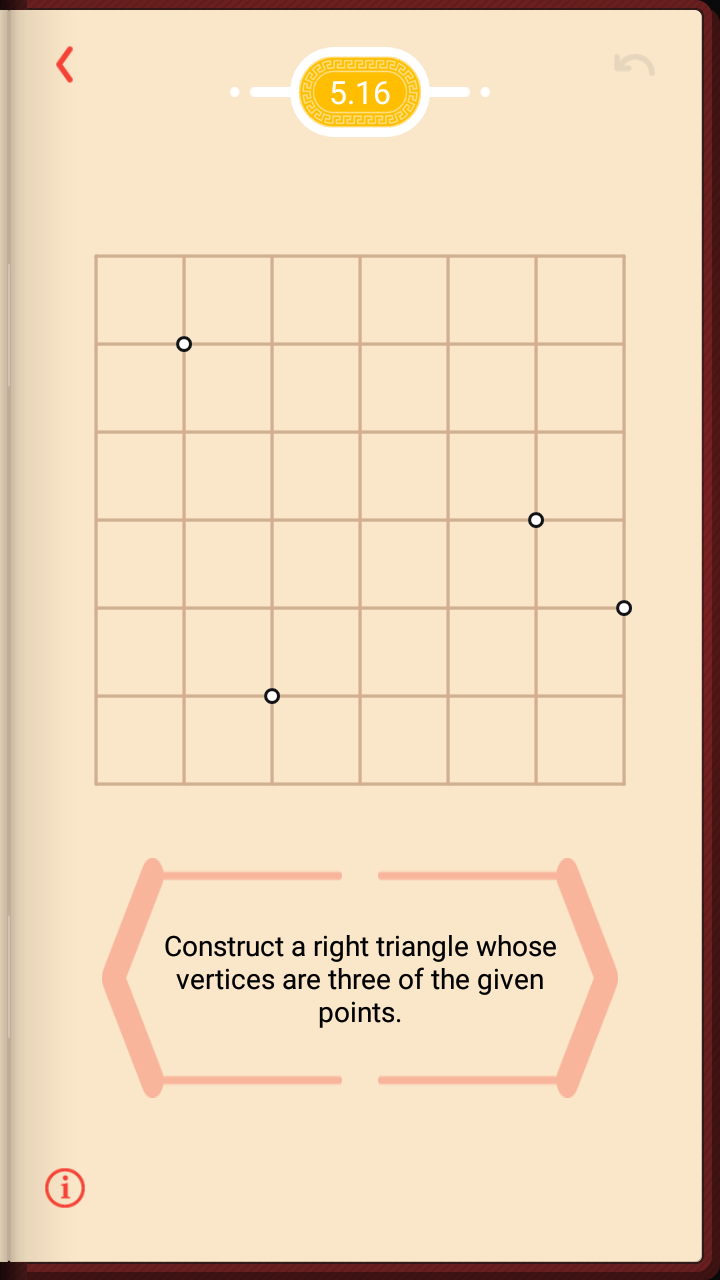 5.16
Construct a right triangle whose
vertices are three of the given
points.
i